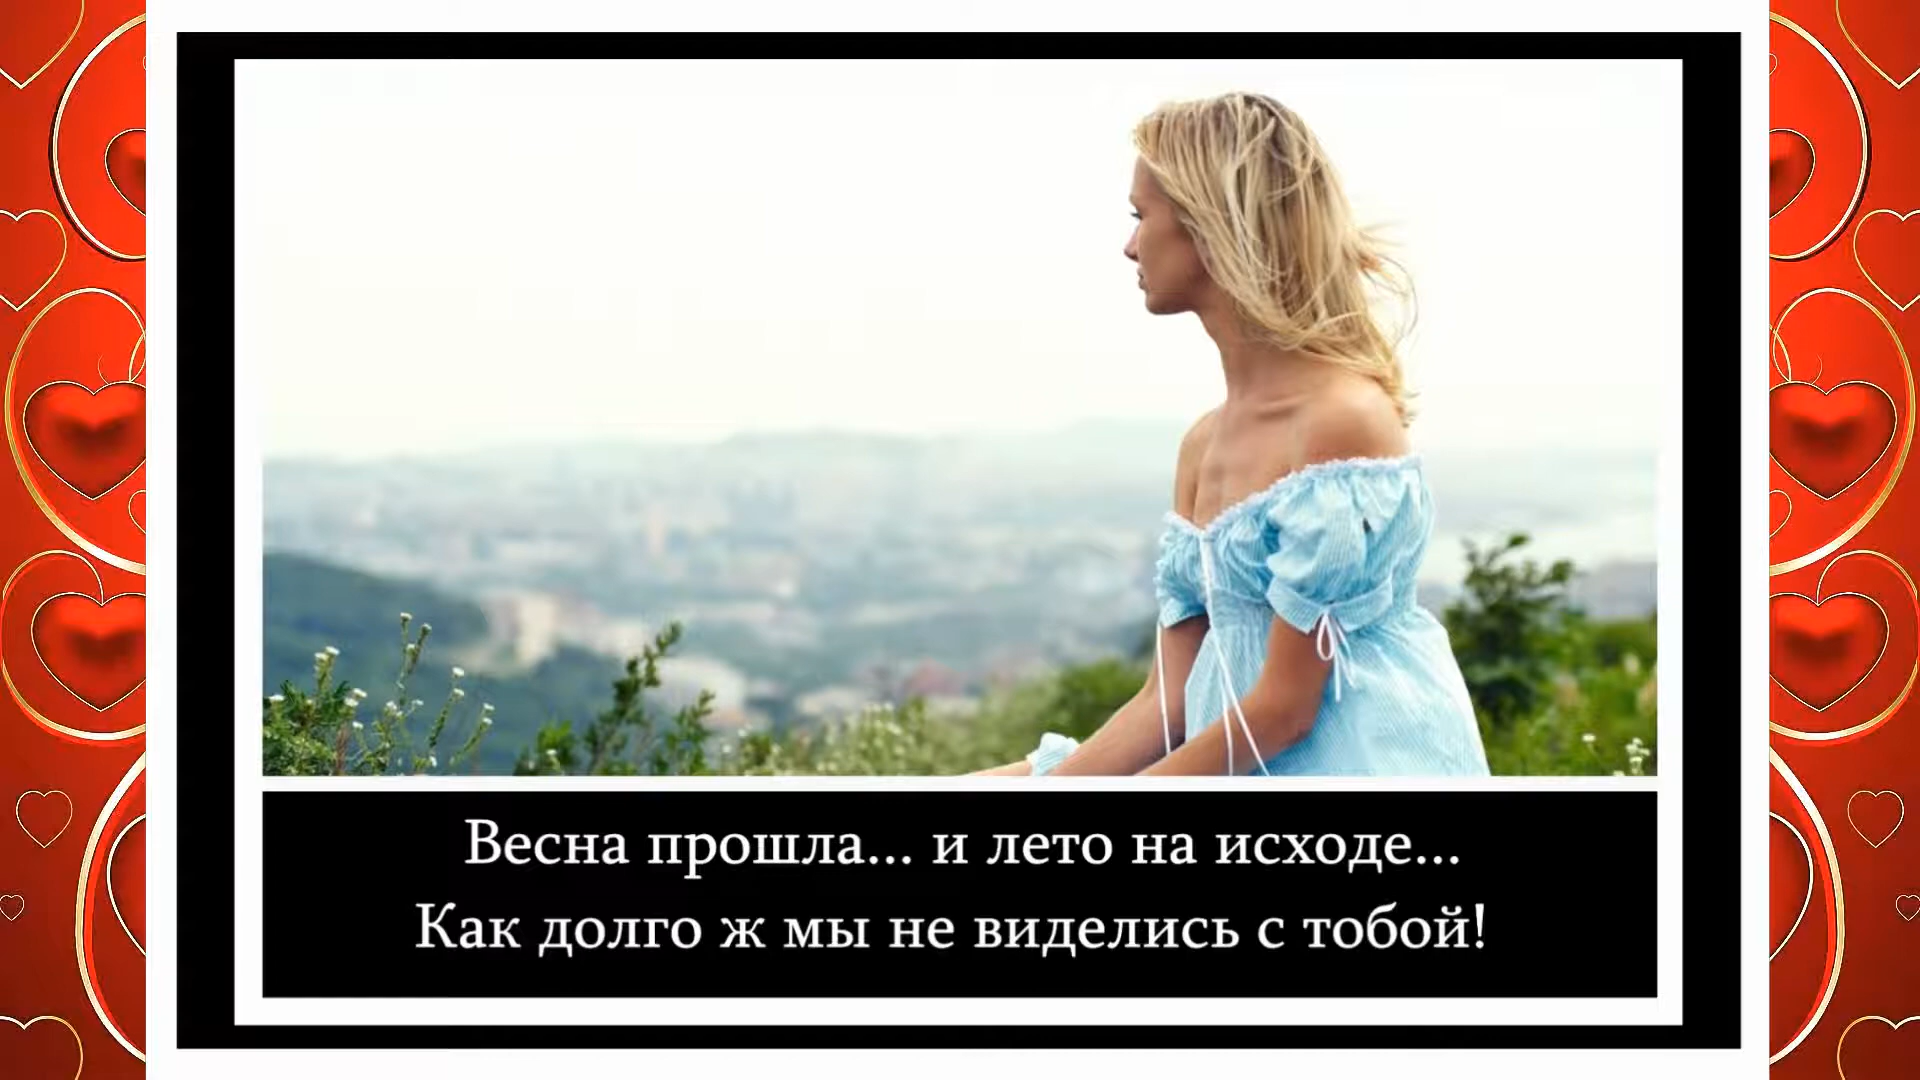 Весна прошла... и лето на исходе...
Как долго ж мы не виделись с тобой!